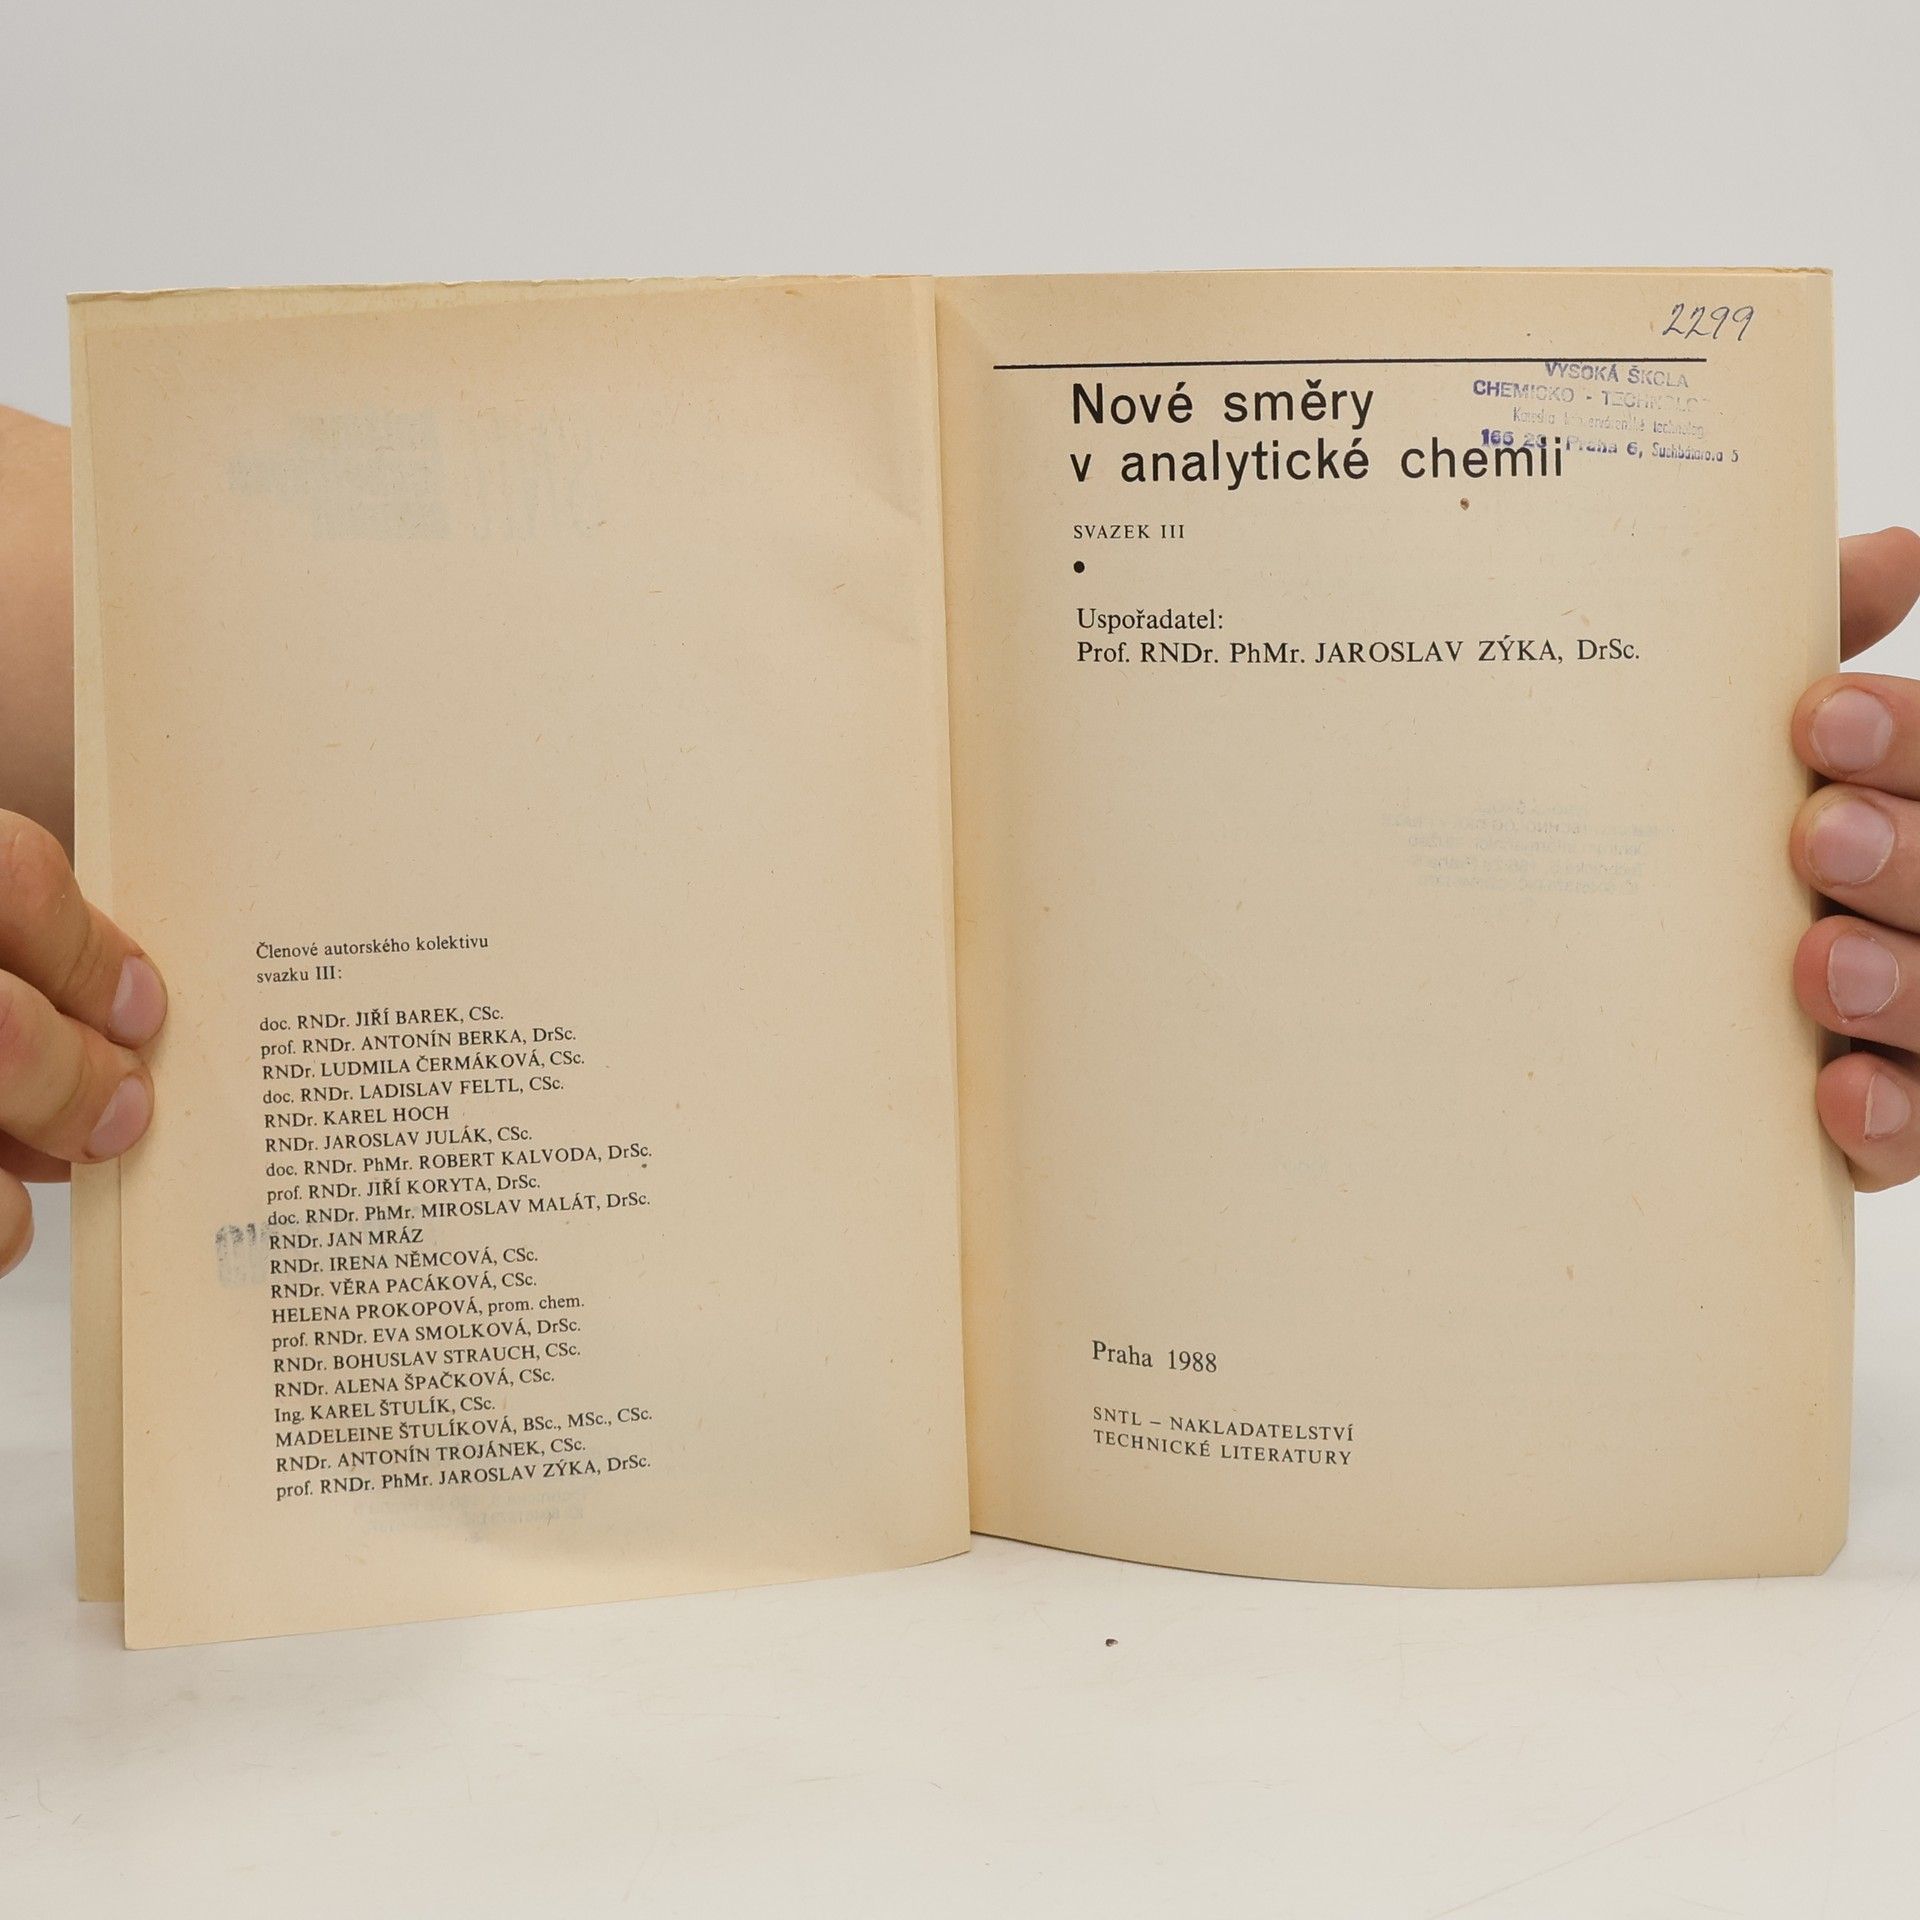 Členové autorského kolektivu
svazku III:
doc. RNDr. JIŘÍ BAREK, CSc.
prof. RNDr. ANTONÍN BERKA, DrSc.
RNDr. LUDMILA ČERMÁKOVÁ, CSc.
doc. RNDr. LADISLAV FELTL, CSc.
RNDr. KAREL HOCH
RNDr. JAROSLAV JULÁK, CSc.
doc. RNDr. PhMr. ROBERT KALVODA, DrSc.
prof. RNDr. JIŘÍ KORYTA, DrSc.
doc. RNDr. PhMr. MIROSLAV MALÁT, DrSc.
RNDr. JAN MRÁZ
RNDr. IRENA NĚMCOVÁ, CSc.
RNDr. VĚRA PACÁKOVÁ, CSc.
HELENA PROKOPOVÁ, prom. chem.
prof. RNDr. EVA SMOLKOVÁ, DrSc.
RNDr. BOHUSLAV STRAUCH, CSc.
RNDr. ALENA ŠPAČKOVÁ, CSc.
Ing. KAREL ŠTULÍK, CSc.
MADELEINE ŠTULÍKOVÁ, BSc., MSc., CSc.
RNDr. ANTONÍN TROJÁNEK, CSc.
prof. RNDr. PhMr. JAROSLAV ZÝKA, DrSc.
2299
VYSOKÁ ŠKOLA
CHEMICKO - 
166 28 Praha 6, Suchbátarova 5
Nové směry
v analytické chemii
SVAZEK III
•
Uspořadatel:
Prof. RNDr. PhMr. JAROSLAV ZÝKA, DrSc.
Praha 1988
SNTL – NAKLADATELSTVÍ
TECHNICKÉ LITERATURY